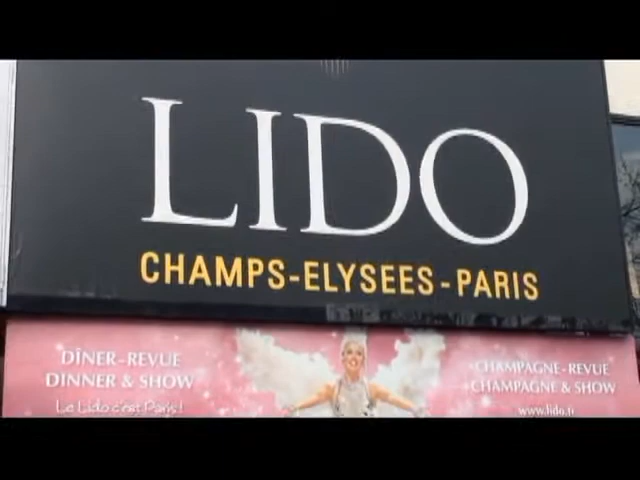 LIDO
CHAMPS-ELYSEES-PARIS
DÎNER-REVUE
DINNER & SHOW
Le Lido c'est Paris!
CHAMPAGNE-REVUE
CHAMPAGNE & SHOW
www.lido.fr